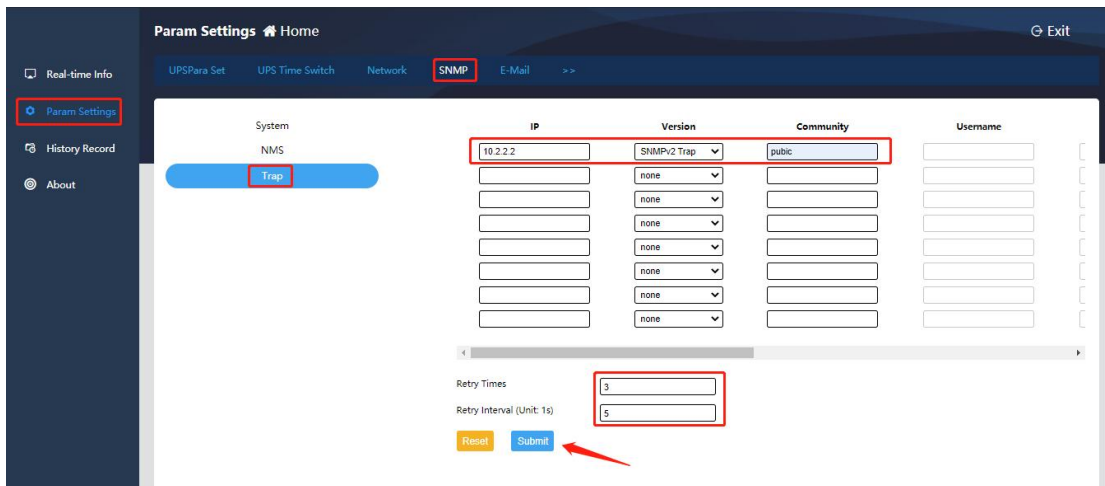 Param Settings Home Exit
UPSPara Set UPS Time Switch Network SNMP E-Mail >>
Real-time Info
Param Settings
History Record
About
System
NMS
Trap
IP Version Community Username
10.2.2.2 SNMPv2 Trap pubic
none
none
none
none
none
none
none
Retry Times 3
Retry Interval (Unit: 1s) 5
Reset Submit